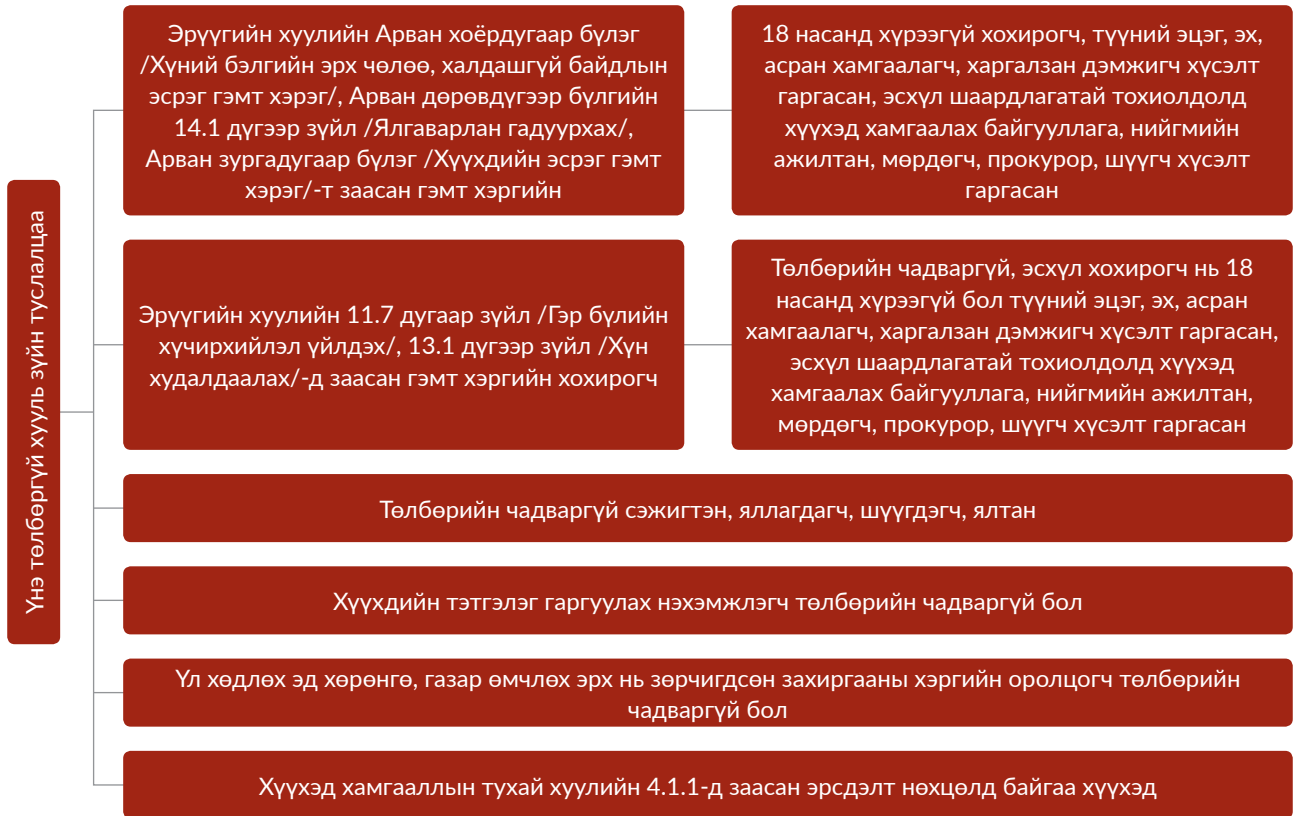 Үнэ төлбөргүй хууль зүйн туслалцаа
Эрүүгийн хуулийн Арван хоёрдугаар бүлэг
/Хүний бэлгийн эрх чөлөө, халдашгүй байдлын
эсрэг гэмт хэрэг/, Арван дөрөвдүгээр бүлгийн
14.1 дүгээр зүйл /Ялгаварлан гадуурхах/,
Арван зургадугаар бүлэг /Хүүхдийн эсрэг гэмт
хэрэг/-т заасан гэмт хэргийн
18 насанд хүрээгүй хохирогч, түүний эцэг, эх,
асран хамгаалагч, харгалзан дэмжигч хүсэлт
гаргасан, эсхүл шаардлагатай тохиолдолд
хүүхэд хамгаалах байгууллага, нийгмийн
ажилтан, мөрдөгч, прокурор, шүүгч хүсэлт
гаргасан
Эрүүгийн хуулийн 11.7 дугаар зүйл /Гэр бүлийн
хүчирхийлэл үйлдэх/, 13.1 дүгээр зүйл /Хүн
худалдаалах/-д заасан гэмт хэргийн хохирогч
Төлбөрийн чадваргүй, эсхүл хохирогч нь 18
насанд хүрээгүй бол түүний эцэг, эх, асран
хамгаалагч, харгалзан дэмжигч хүсэлт гаргасан,
эсхүл шаардлагатай тохиолдолд хүүхэд
хамгаалах байгууллага, нийгмийн ажилтан,
мөрдөгч, прокурор, шүүгч хүсэлт гаргасан
Төлбөрийн чадваргүй сэжигтэн, яллагдагч, шүүгдэгч, ялтан
Хүүхдийн тэтгэлэг гаргуулах нэхэмжлэгч төлбөрийн чадваргүй бол
Үл хөдлөх эд хөрөнгө, газар өмчлөх эрх нь зөрчигдсөн захиргааны хэргийн оролцогч төлбөрийн
чадваргүй бол
Хүүхэд хамгааллын тухай хуулийн 4.1.1-д заасан эрсдэлт нөхцөлд байгаа хүүхэд